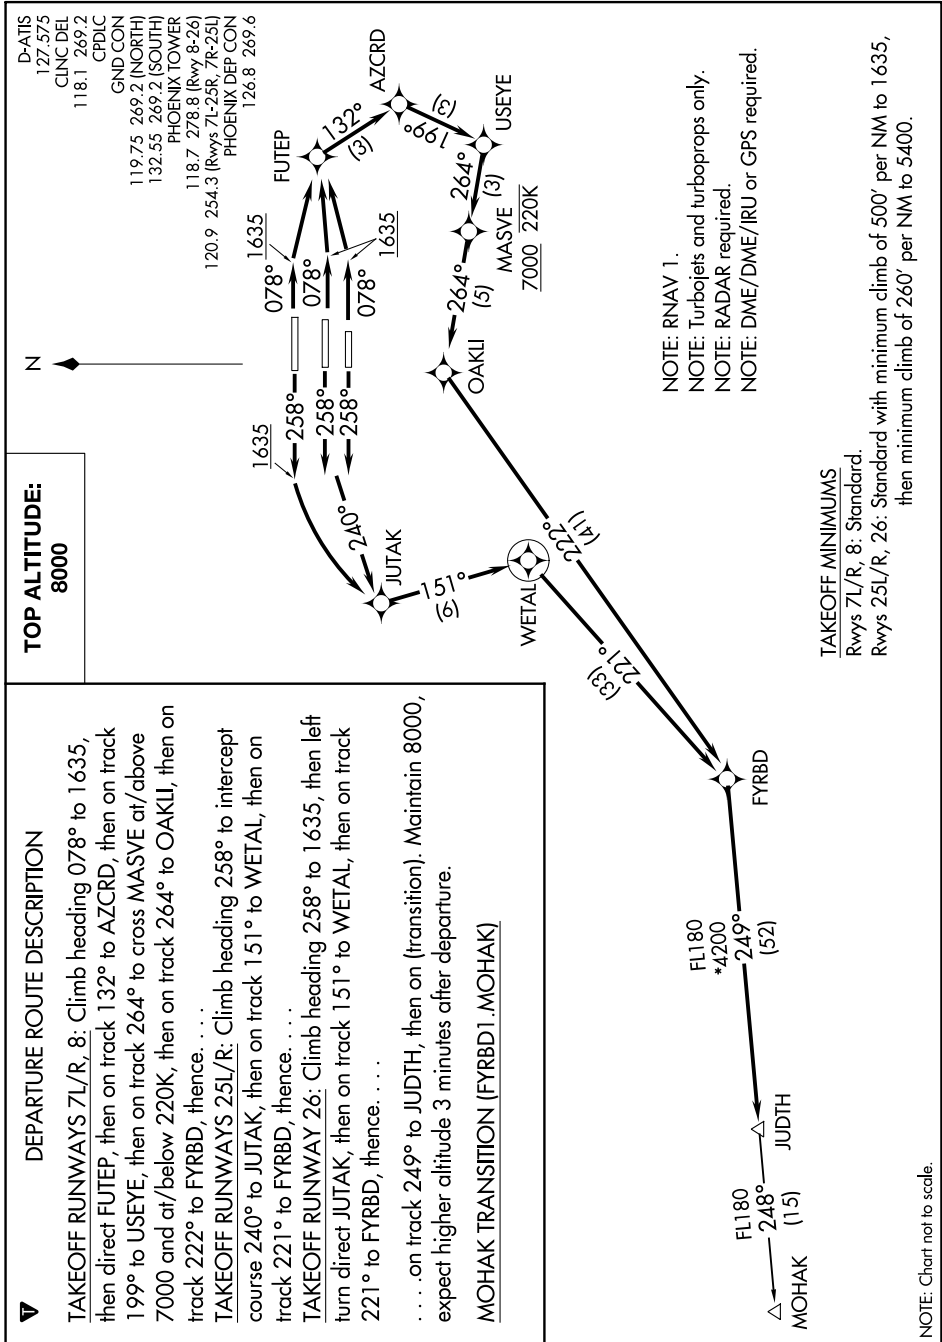 D-ATIS
127.575
CLNC DEL
118.1 269.2
CPDLC
GND CON
119.75 269.2 (NORTH)
132.55 269.2 (SOUTH)
PHOENIX TOWER
118.7 278.8 (Rwy 8-26)
120.9 254.3 (Rwys 7L-25R, 7R-25L)
PHOENIX DEP CON
126.8 269.6
TOP ALTITUDE:
8000
N
1635
258°
258°
258°
240°
JUTAK
151°
(6)
WETAL
1635
078°
078°
078°
1635
FUTEP
132°
(3)
AZCRD
199°
(3)
USEYE
264°
(3)
MASVE
7000 220K
264°
(5)
OAKLI
222°
(41)
221°
(33)
FYRBD
FL180
*4200
249°
(52)
JUDTH
FL180
248°
(15)
MOHAK
NOTE: RNAV 1.
NOTE: Turbojets and turboprops only.
NOTE: RADAR required.
NOTE: DME/DME/IRU or GPS required.
TAKEOFF MINIMUMS
Rwys 7L/R, 8: Standard.
Rwys 25L/R, 26: Standard with minimum climb of 500' per NM to 1635,
then minimum climb of 260' per NM to 5400.
T
DEPARTURE ROUTE DESCRIPTION
TAKEOFF RUNWAYS 7L/R, 8: Climb heading 078° to 1635,
then direct FUTEP, then on track 132° to AZCRD, then on track
199° to USEYE, then on track 264° to cross MASVE at/above
7000 and at/below 220K, then on track 264° to OAKLI, then on
track 222° to FYRBD, thence. . . .
TAKEOFF RUNWAYS 25L/R: Climb heading 258° to intercept
course 240° to JUTAK, then on track 151° to WETAL, then on
track 221° to FYRBD, thence. . . .
TAKEOFF RUNWAY 26: Climb heading 258° to 1635, then left
turn direct JUTAK, then on track 151° to WETAL, then on track
221° to FYRBD, thence. . . .
. . . .on track 249° to JUDTH, then on (transition). Maintain 8000,
expect higher altitude 3 minutes after departure.
MOHAK TRANSITION (FYRBD1.MOHAK)
NOTE: Chart not to scale.